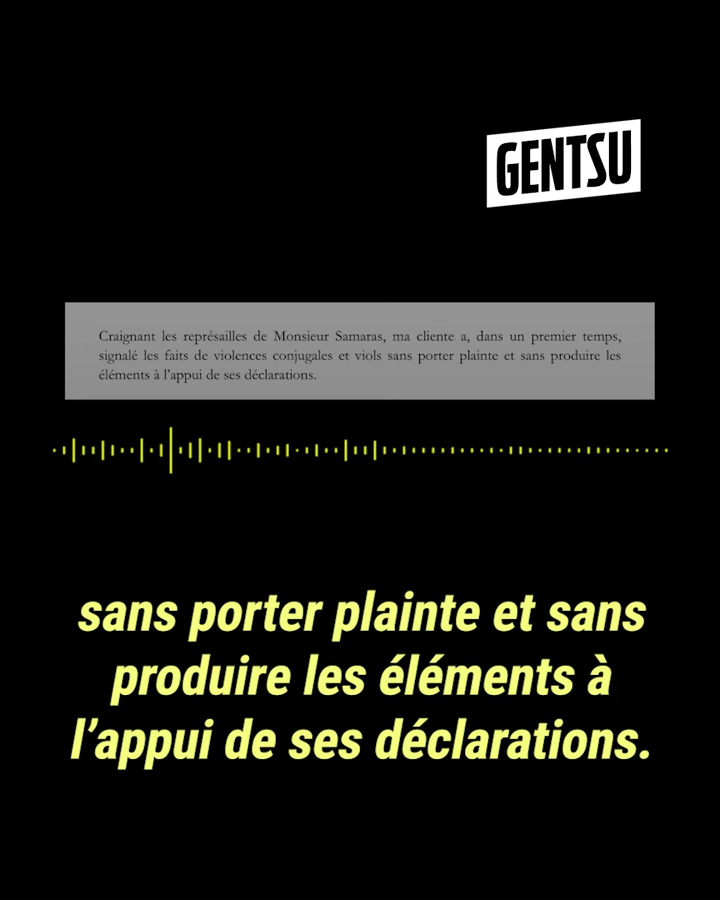 GENTSU
Craignant les représailles de Monsieur Samaras, ma cliente a, dans un premier temps,
signalé les faits de violences conjugales et viols sans porter plainte et sans produire les
éléments à l'appui de ses déclarations.
sans porter plainte et sans
produire les éléments à
l'appui de ses déclarations.